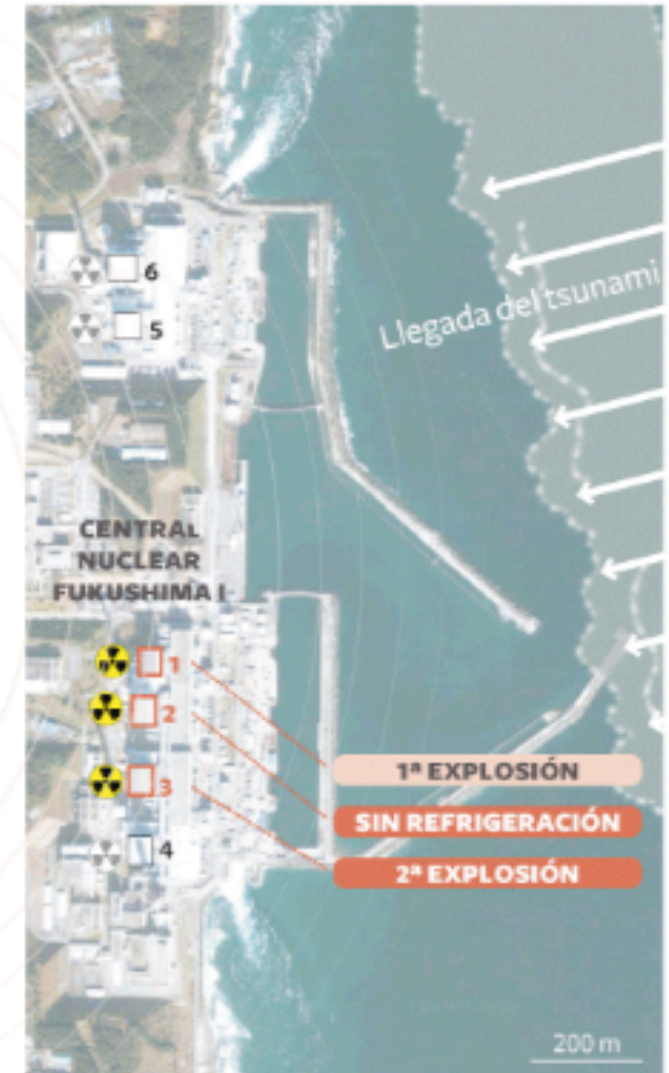 6
5
Llegada del tsunami
CENTRAL
NUCLEAR
FUKUSHIMA I
1
2
3
4
1ª EXPLOSIÓN
SIN REFRIGERACIÓN
2ª EXPLOSIÓN
200 m